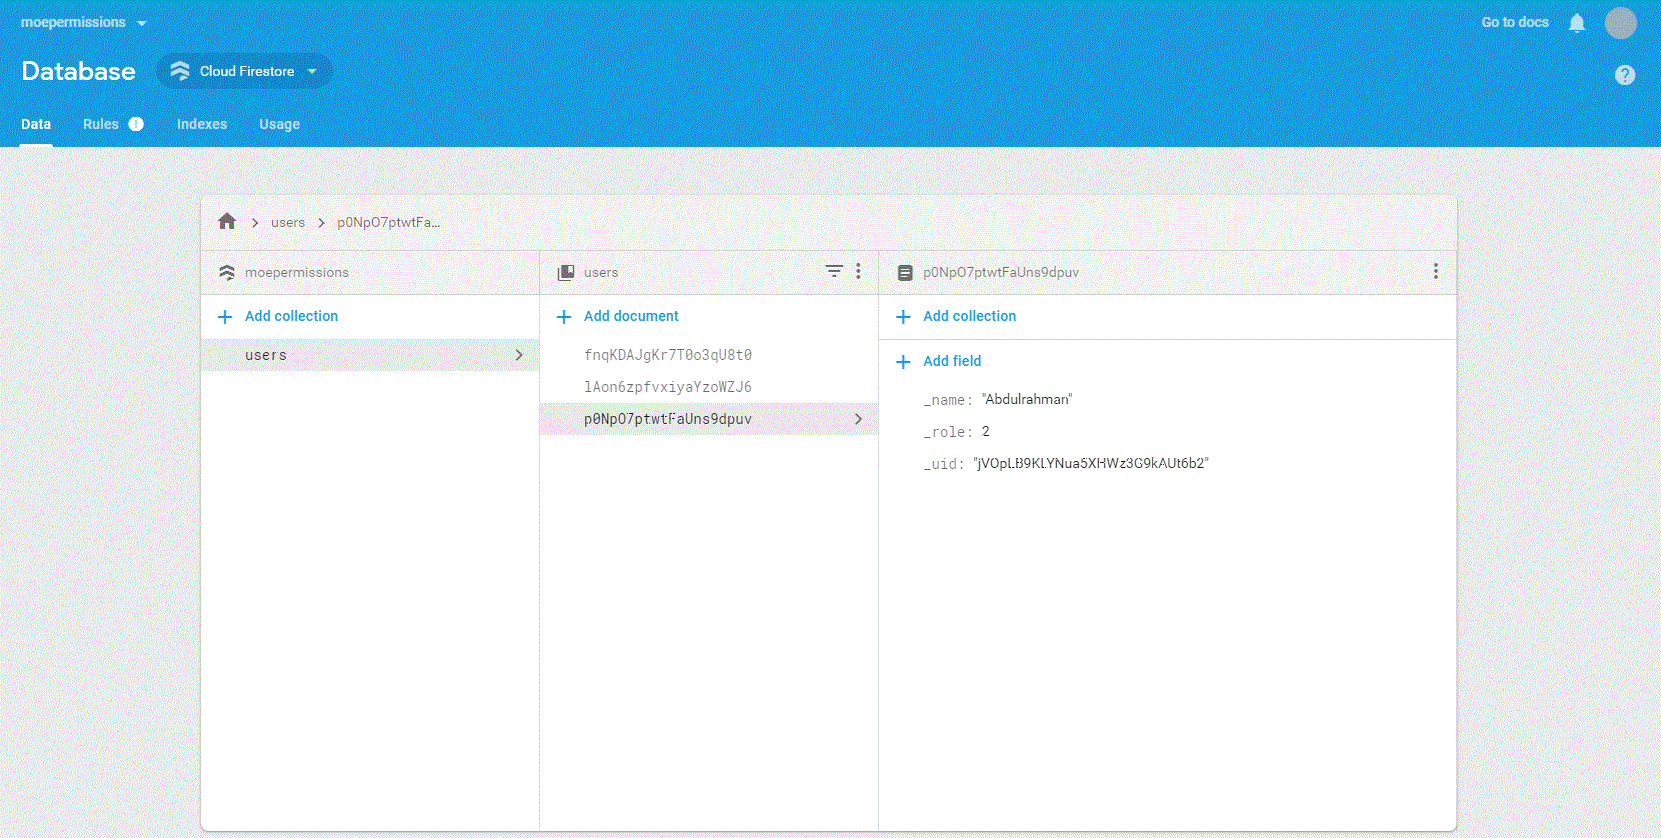 moepermissions
Go to docs
Database
Cloud Firestore
Data Rules Indexes Usage
users
p0NpO7ptwtFa...
moepermissions
users
p0NpO7ptwtFaUns9dpuv
Add collection
Add document
Add collection
users
fnqKDAJgKr7T0o3qU8t0
lAon6zpfvxiyaYzoWZJ6
p0NpO7ptwtFaUns9dpuv
Add field
_name: "Abdulrahman"
_role: 2
_uid: "jVOpLB9KLYNua5XHWz3G9kAUt6b2"